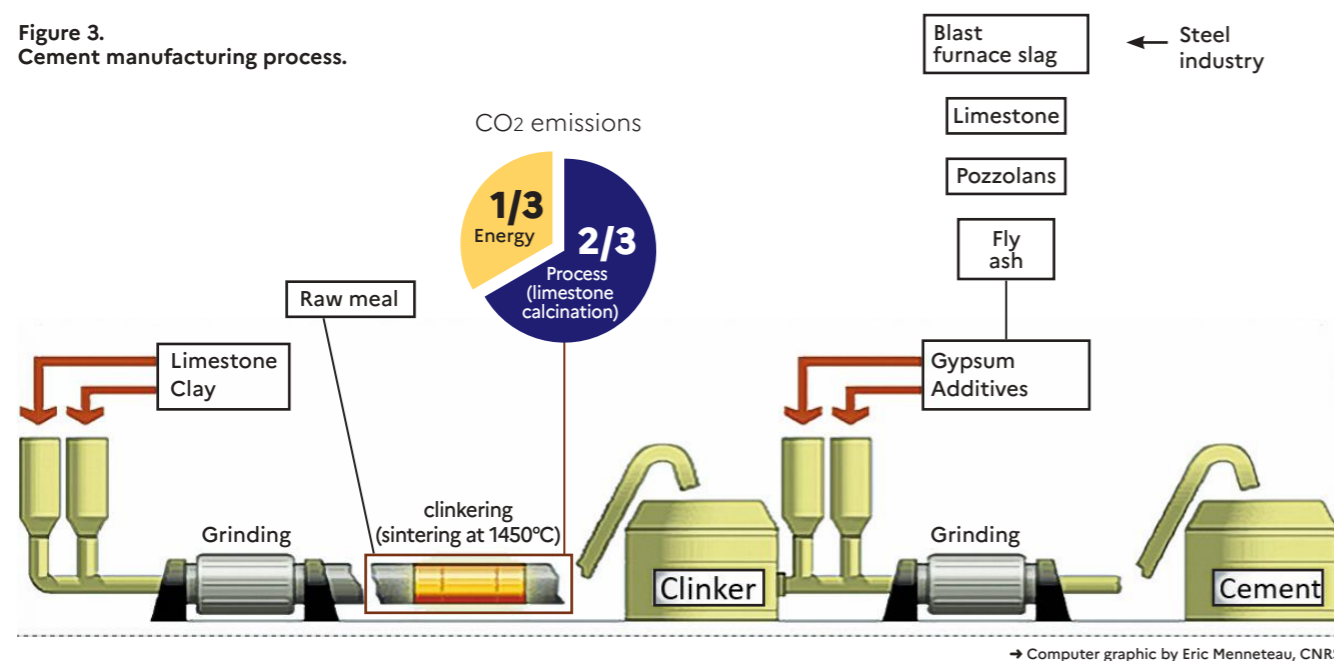 Figure 3.
Cement manufacturing process.
Blast
furnace slag
Steel
industry
Limestone
Pozzolans
Fly
ash
CO2 emissions
1/3
Energy
2/3
Process
(limestone
calcination)
Raw meal
Limestone
Clay
Gypsum
Additives
Grinding
clinkering
(sintering at 1450°C)
Clinker
Grinding
Cement
→ Computer graphic by Eric Menneteau, CNRS